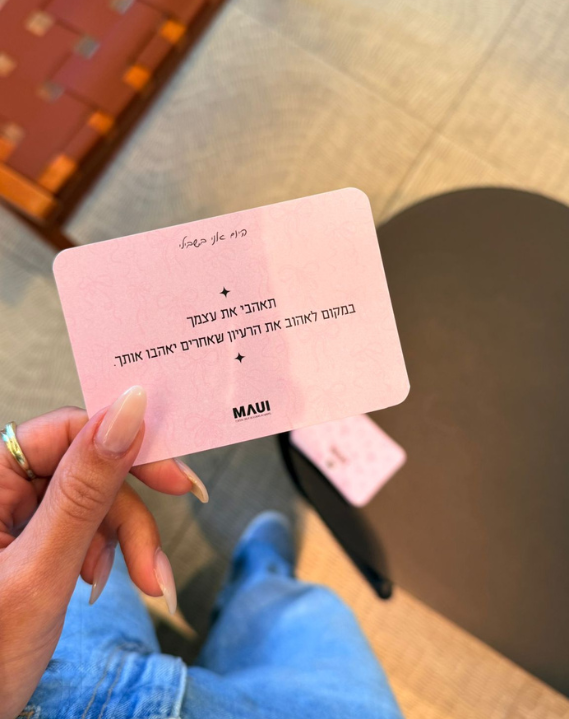 היום אני בשבילי
תאהבי את עצמך
במקום לאהוב את הרעיון שאחרים יאהבו אותך.
MAUI